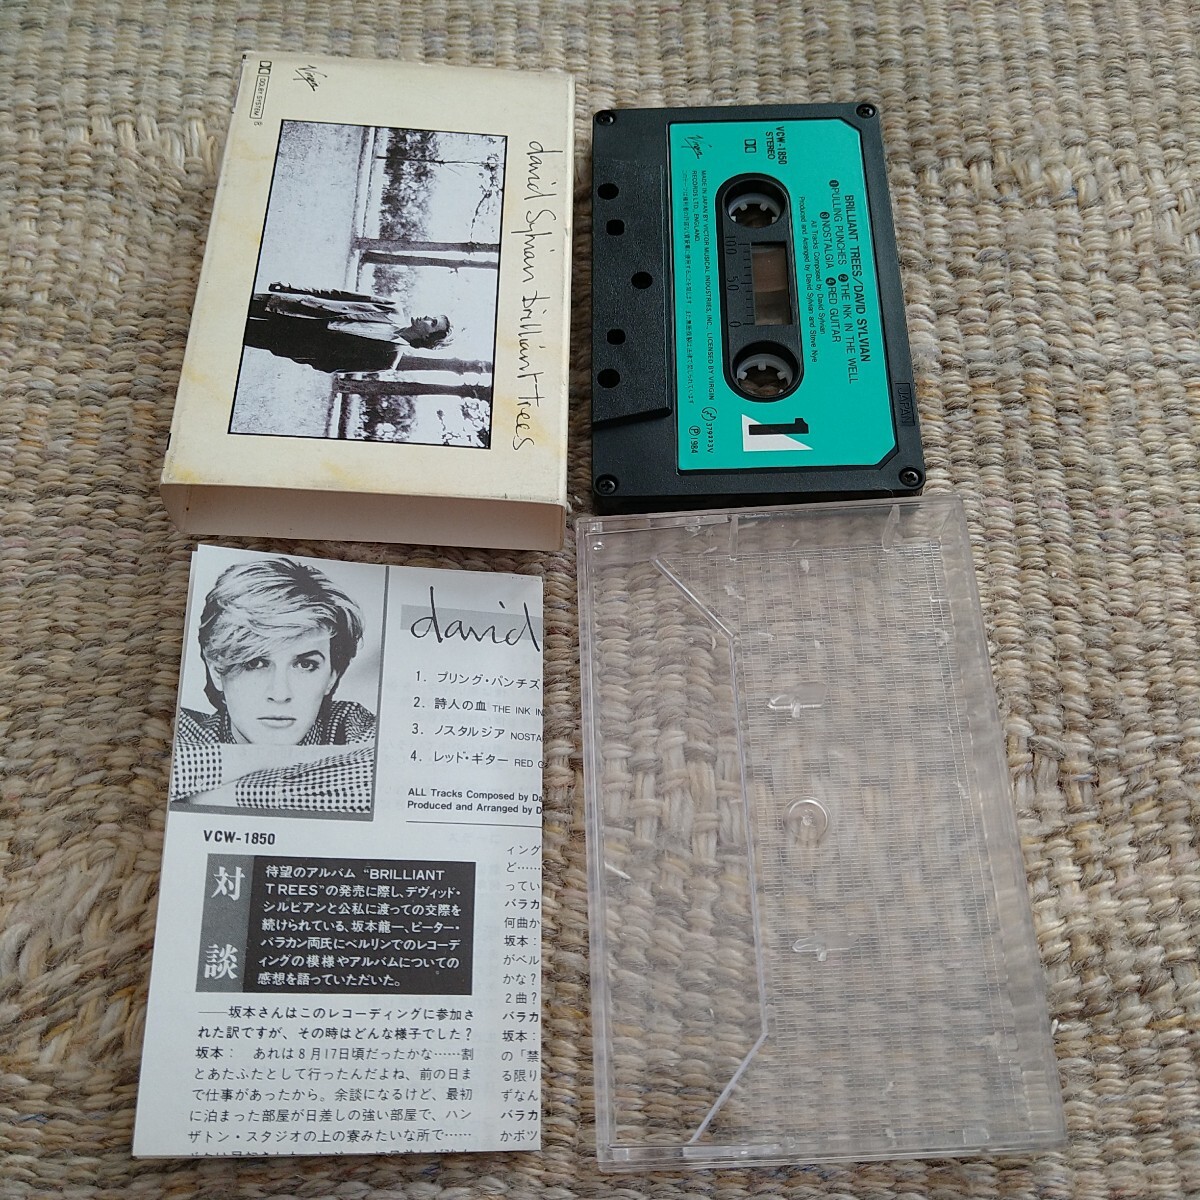 Virgin
DOLBY SYSTEM
david Sylvian brilliant trees
VCW-1850
STEREO
Virgin
BRILLIANT TREES/DAVID SYLVIAN
❶PULLING PUNCHES ❷THE INK IN THE WELL
❸NOSTALGIA ❹RED GUITAR
All Tracks Composed by David Sylvian
Produced and Arranged by David Sylvian and Steve Nye
100 50 0
MADE IN JAPAN BY VICTOR MUSICAL INDUSTRIES, INC., LICENSED BY VIRGIN
RECORDS LTD., ENGLAND.
Ⓟ1984
1
JAPAN
david
1. プリング・パンチズ
2. 詩人の血 THE INK IN
3. ノスタルジア NOSTA
4. レッド・ギター RED G
ALL Tracks Composed by Da
Produced and Arranged by D
VCW-1850
対談
待望のアルバム “BRILLIANT
TREES”の発売に際し、デヴィッド・
シルビアンと公私に渡っての交際を
続けられている、坂本龍一、ピーター・
バラカン両氏にベルリンでのレコーデ
ィングの模様やアルバムについての
感想を語っていただいた。
――坂本さんはこのレコーディングに参加さ
れた訳ですが、その時はどんな様子でした?
坂本: あれは8月17日頃だったかな……割
とあたふたとして行ったんだよね、前の日ま
で仕事があったから。余談になるけど、最初
に泊まった部屋が日差しの強い部屋で、ハン
ザトン・スタジオの上の寮みたいな所で……
ィング
ど……
ってい
バラカ
何曲か
坂本:
がベル
かな?
2曲?
バラカ
坂本:
の「禁
る限り
ずなん
バラカ
かボツ